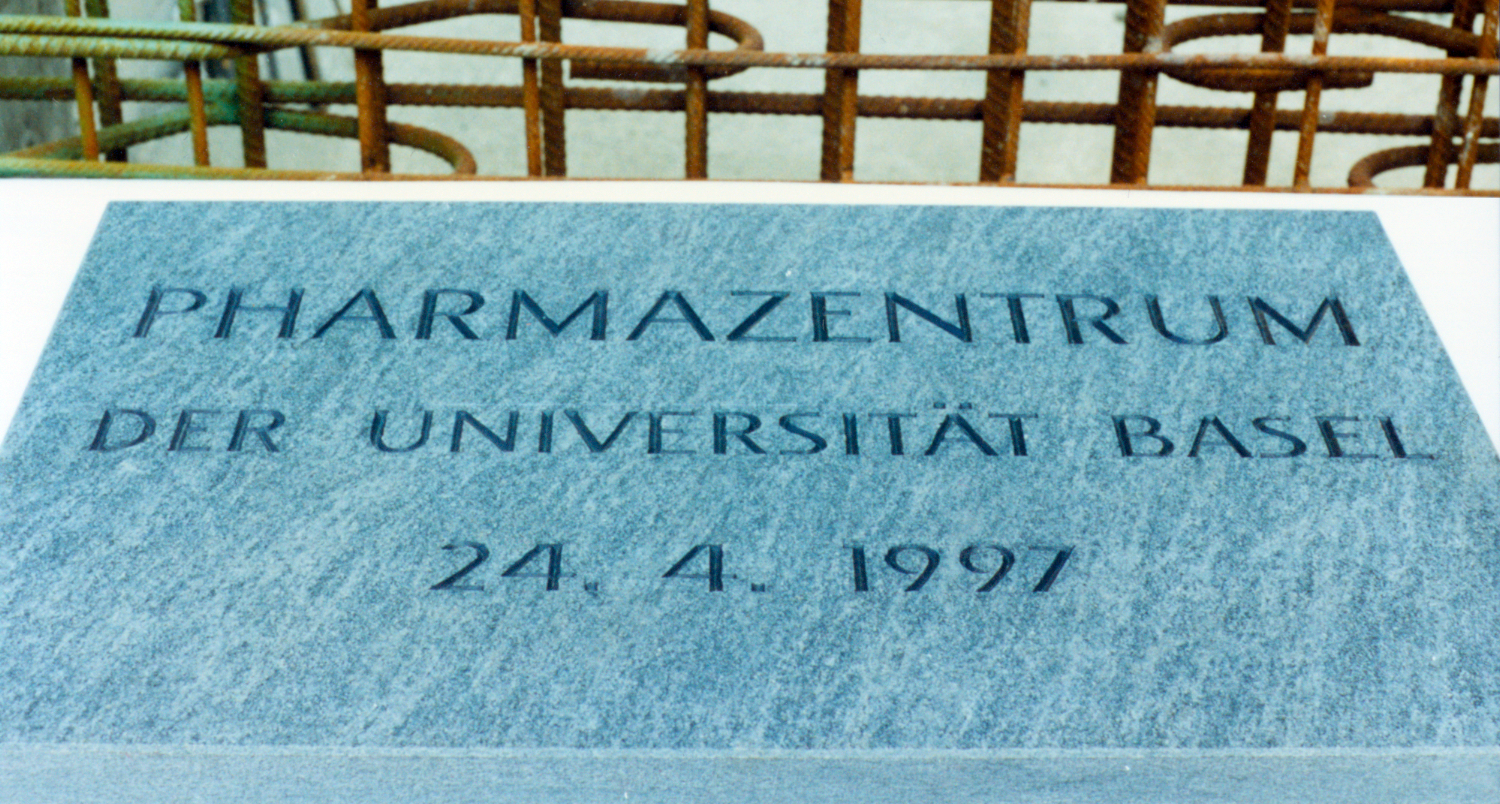 PHARMAZENTRUM
DER UNIVERSITÄT BASEL
24. 4. 1997